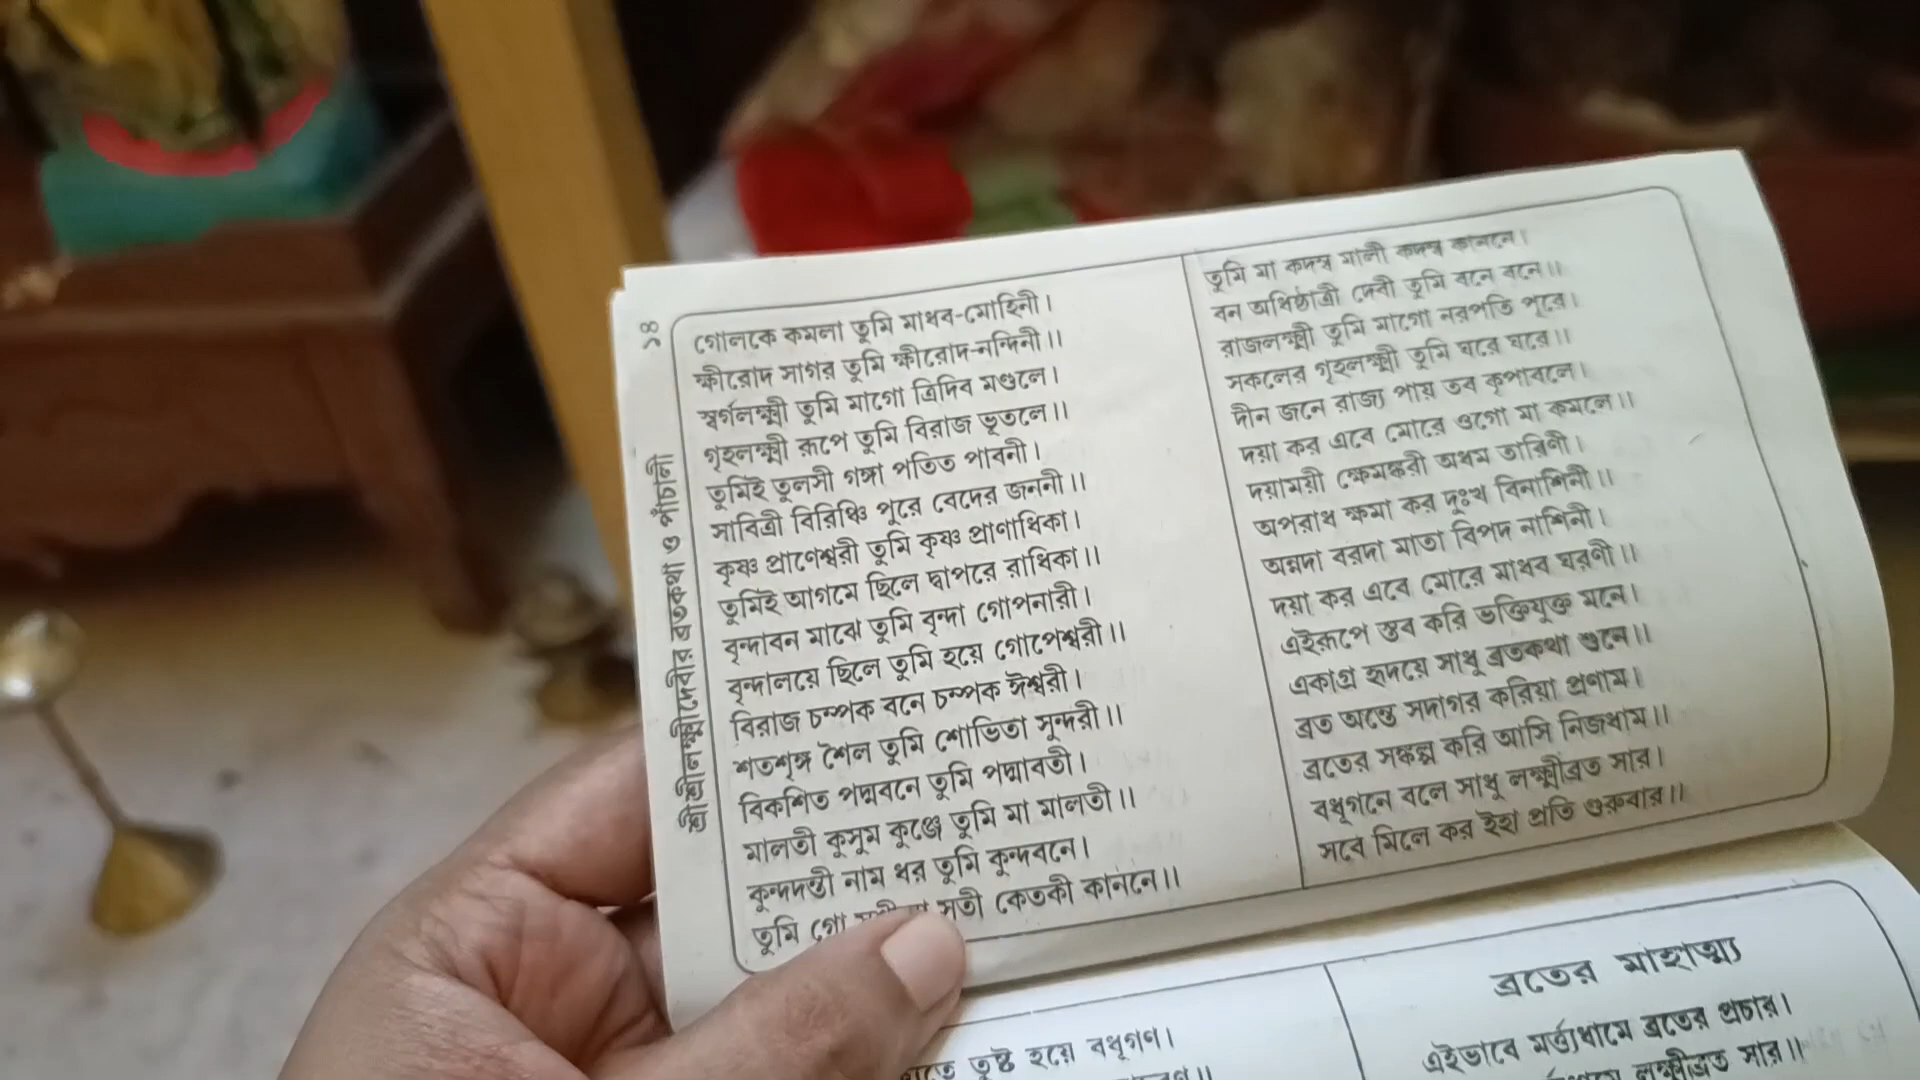 ১৪
শ্রীশ্রীলক্ষ্মীদেবীর ব্রতকথা ও পাঁচালী
গোলকে কমলা তুমি মাধব-মোহিনী।
ক্ষীরোদ সাগর তুমি ক্ষীরোদ-নন্দিনী।।
স্বর্গলক্ষ্মী তুমি মাগো ত্রিদিব মণ্ডলে।
গৃহলক্ষ্মী রূপে তুমি বিরাজ ভূতলে।।
তুমিই তুলসী গঙ্গা পতিত পাবনী।
সাবিত্রী বিরিঞ্চি পুরে বেদের জননী।।
কৃষ্ণ প্রাণেশ্বরী তুমি কৃষ্ণ প্রাণাধিকা।
তুমিই আগমে ছিলে দ্বাপরে রাধিকা।।
বৃন্দাবন মাঝে তুমি বৃন্দা গোপনারী।
বৃন্দালয়ে ছিলে তুমি হয়ে গোপেশ্বরী।।
বিরাজ চম্পক বনে চম্পক ঈশ্বরী।
শতশৃঙ্গ শৈল তুমি শোভিতা সুন্দরী।।
বিকশিত পদ্মবনে তুমি পদ্মাবতী।
মালতী কুসুম কুঞ্জে তুমি মা মালতী।।
কুন্দদন্তী নাম ধর তুমি কুন্দবনে।
তুমি গো সতী কেতকী কাননে।।
তুমি মা কদম্ব মালী কদম্ব কাননে।
বন অধিষ্ঠাত্রী দেবী তুমি বনে বনে।।
রাজলক্ষ্মী তুমি মাগো নরপতি পুরে।
সকলের গৃহলক্ষ্মী তুমি ঘরে ঘরে।।
দীন জনে রাজ্য পায় তব কৃপাবলে।
দয়া কর এবে মোরে ওগো মা কমলে।।
দয়াময়ী ক্ষেমঙ্করী অধম তারিণী।
অপরাধ ক্ষমা কর দুঃখ বিনাশিনী।।
অন্নদা বরদা মাতা বিপদ নাশিনী।
দয়া কর এবে মোরে মাধব ঘরণী।।
এইরূপে স্তব করি ভক্তিযুক্ত মনে।
একাগ্র হৃদয়ে সাধু ব্রতকথা শুনে।।
ব্রত অন্তে সদাগর করিয়া প্রণাম।
ব্রতের সঙ্কল্প করি আসি নিজধাম।।
বধূগনে বলে সাধু লক্ষ্মীব্রত সার।
সবে মিলে কর ইহা প্রতি গুরুবার।।
তুষ্ট হয়ে বধূগণ।
ব্রতের মাহাত্ম্য
এইভাবে মর্ত্যধামে ব্রতের প্রচার।
লক্ষ্মীব্রত সার।।